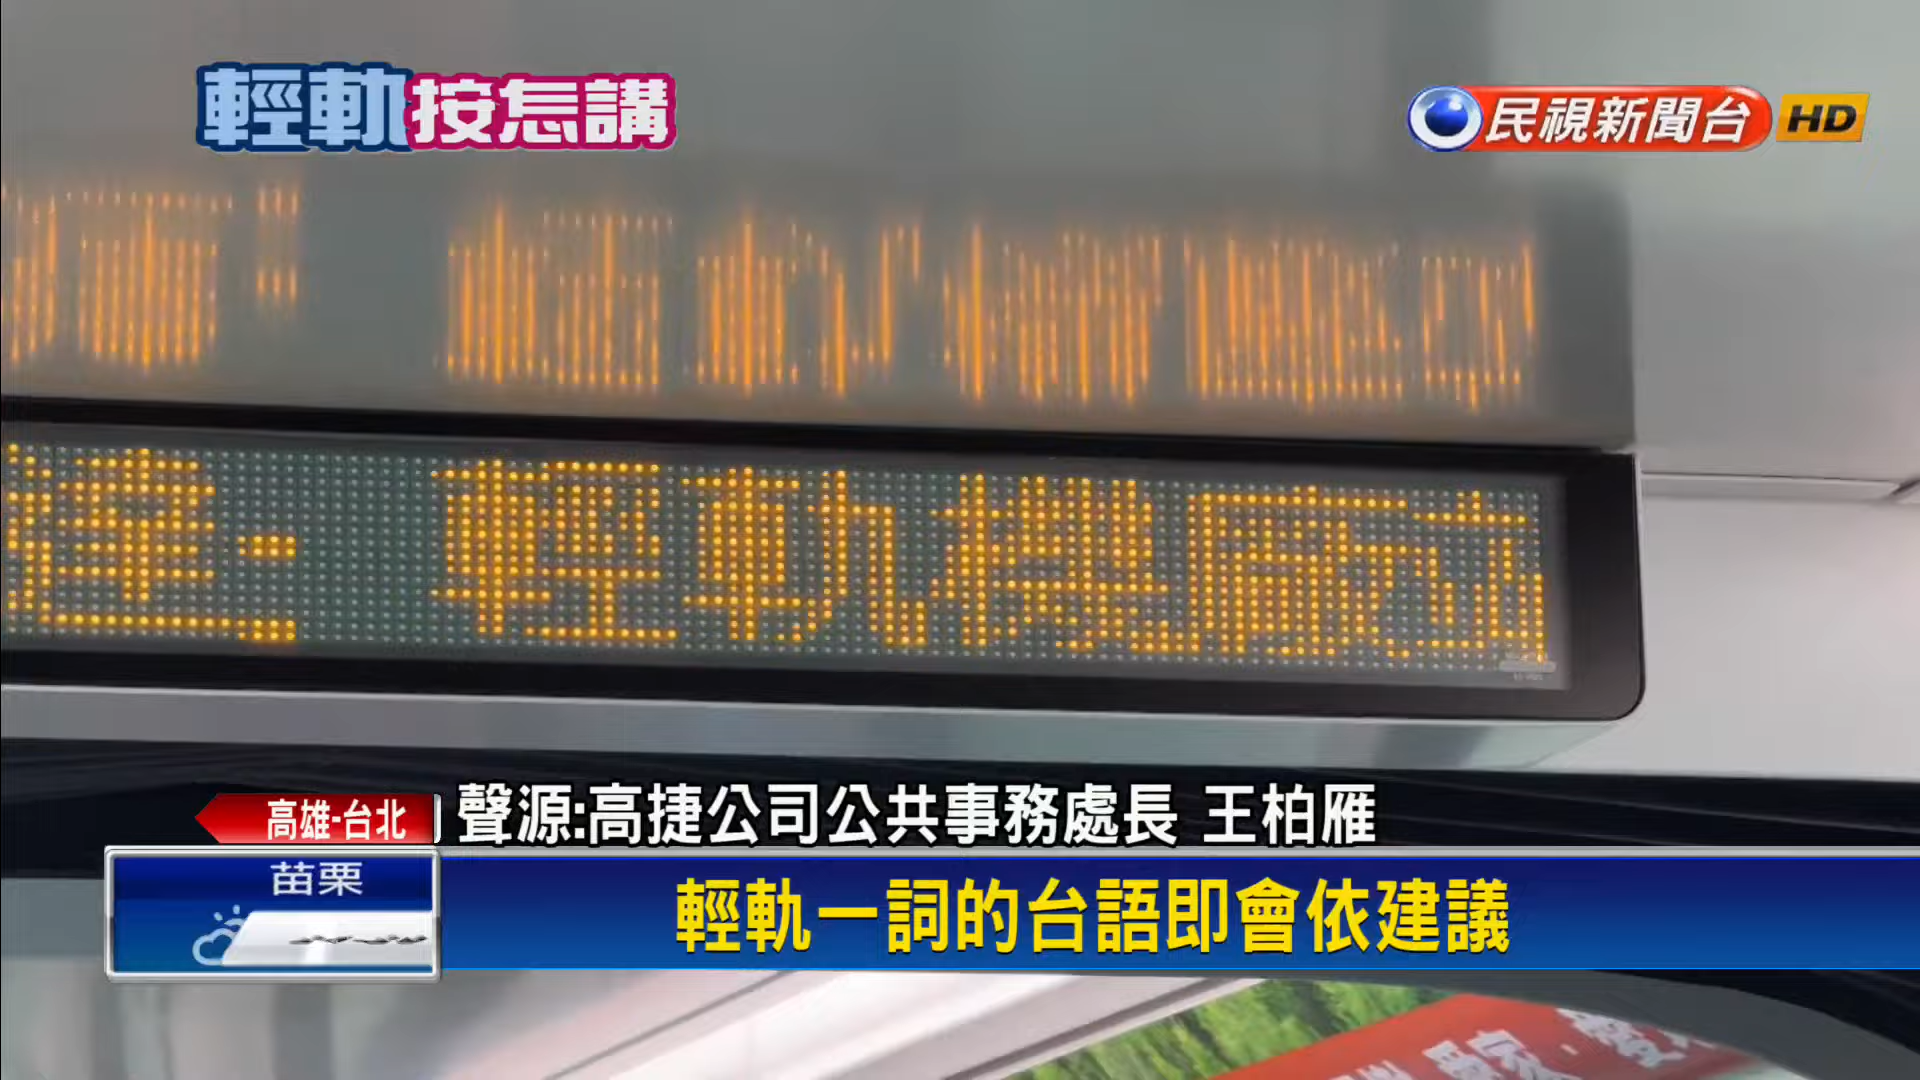 輕軌按怎講
民視新聞台 HD
達: 輕軌機廠立
高雄-台北
聲源:高捷公司公共事務處長 王柏雁
苗栗
輕軌一詞的台語即會依建議